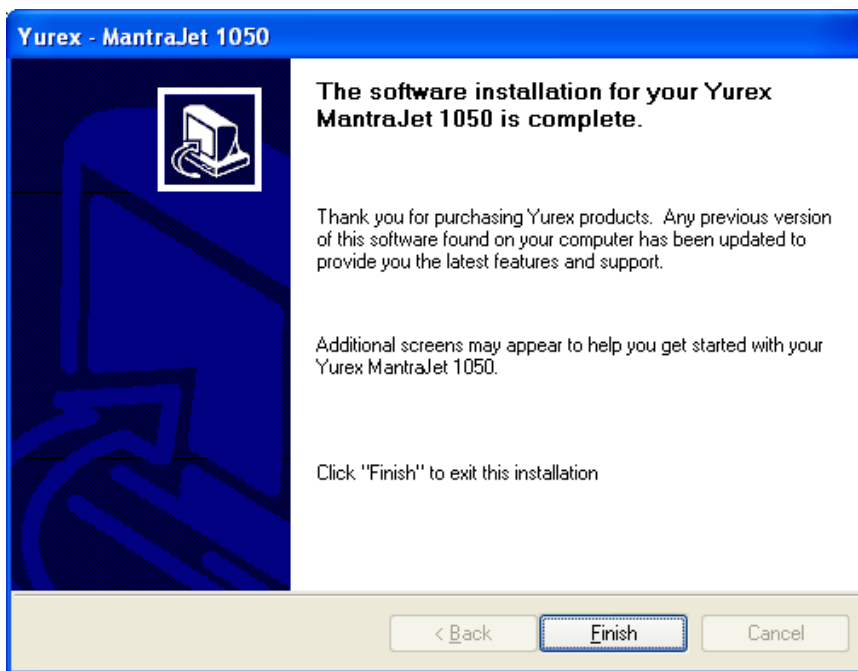 Yurex - MantraJet 1050
The software installation for your Yurex
MantraJet 1050 is complete.
Thank you for purchasing Yurex products.  Any previous version
of this software found on your computer has been updated to
provide you the latest features and support.
Additional screens may appear to help you get started with your
Yurex MantraJet 1050.
Click "Finish" to exit this installation
< Back
Finish
Cancel